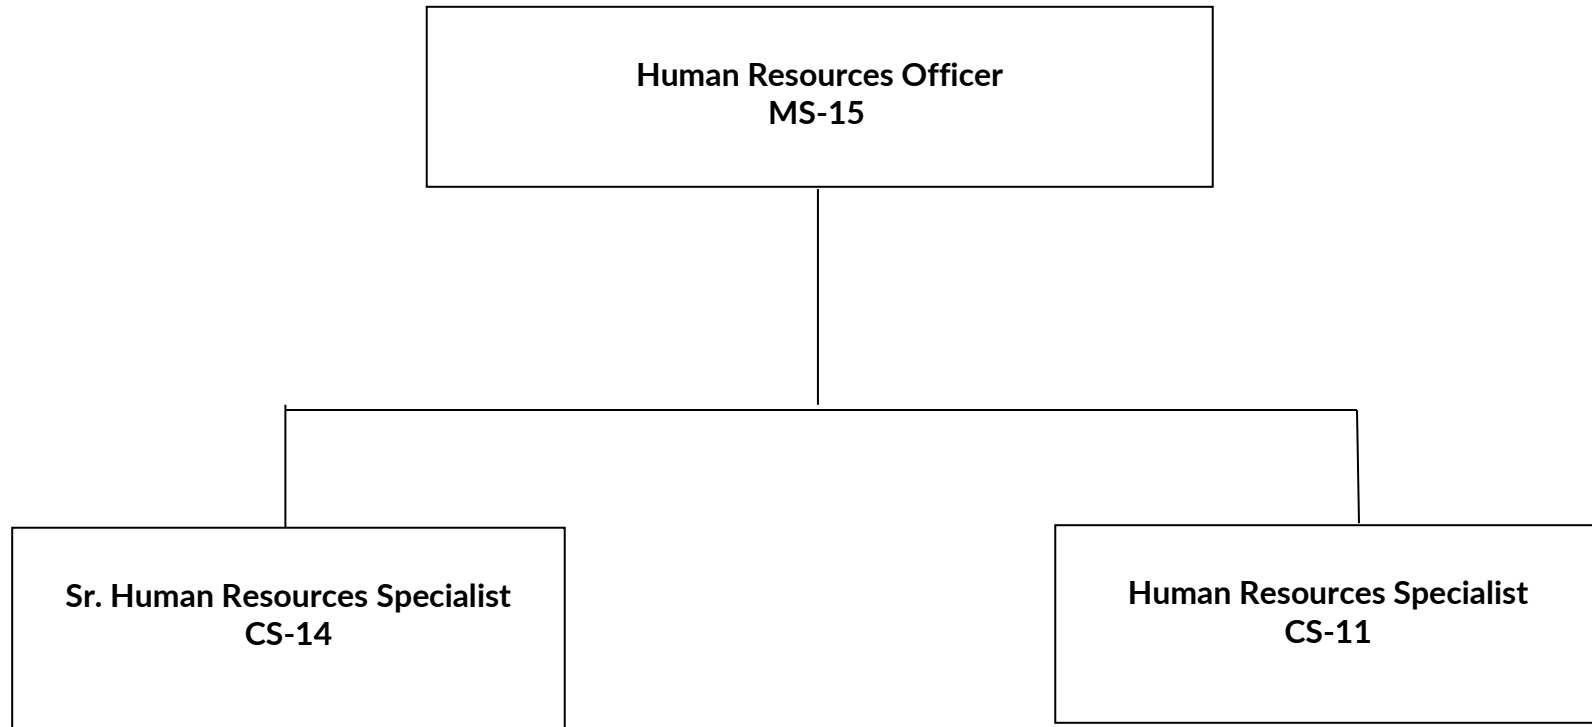 Human Resources Officer
MS-15
Sr. Human Resources Specialist
CS-14
Human Resources Specialist
CS-11